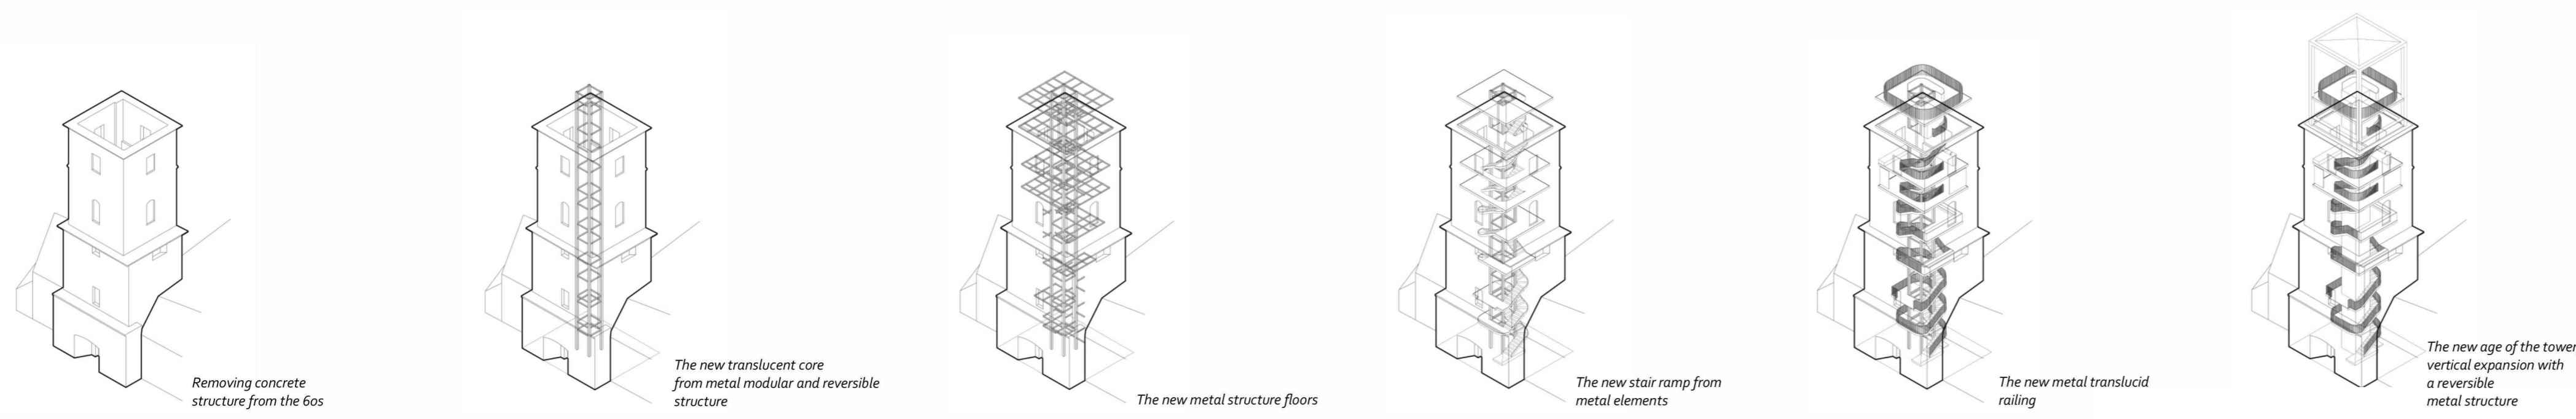 Removing concrete
structure from the 60s
The new translucent core
from metal modular and reversible
structure
The new metal structure floors
The new stair ramp from
metal elements
The new metal translucid
railing
The new age of the tower
vertical expansion with
a reversible
metal structure